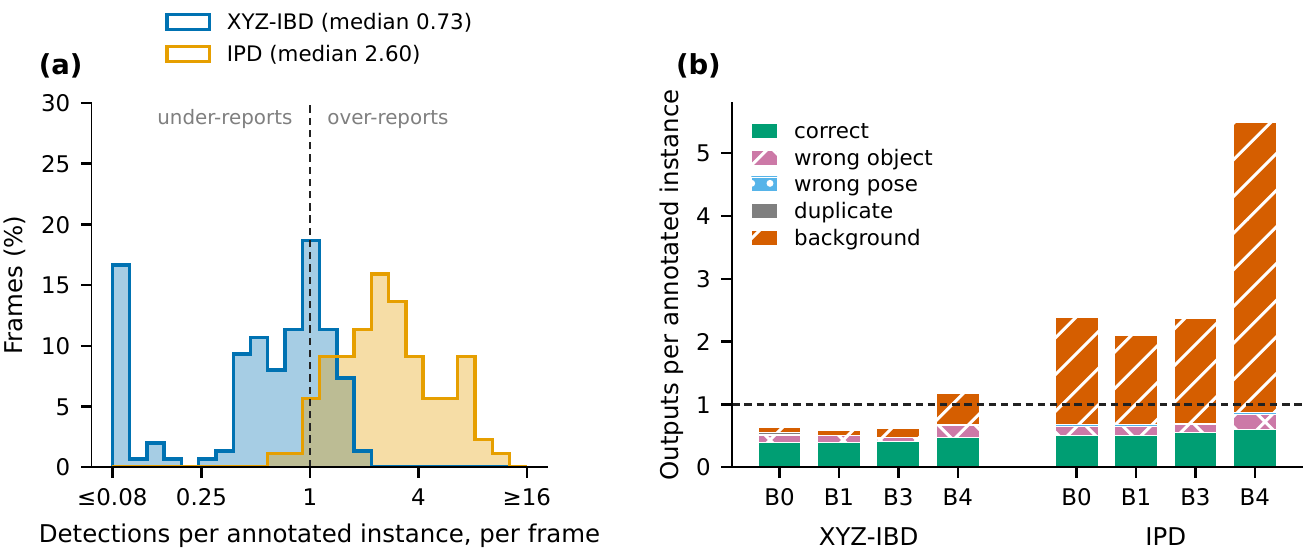 XYZ-IBD (median 0.73)
IPD (median 2.60)
(a)
under-reports
over-reports
30
25
20
15
10
5
0
Frames (%)
≤0.08
0.25
1
4
≥16
Detections per annotated instance, per frame
(b)
correct
wrong object
wrong pose
duplicate
background
5
4
3
2
1
0
Outputs per annotated instance
B0 B1 B3 B4 B0 B1 B3 B4
XYZ-IBD IPD